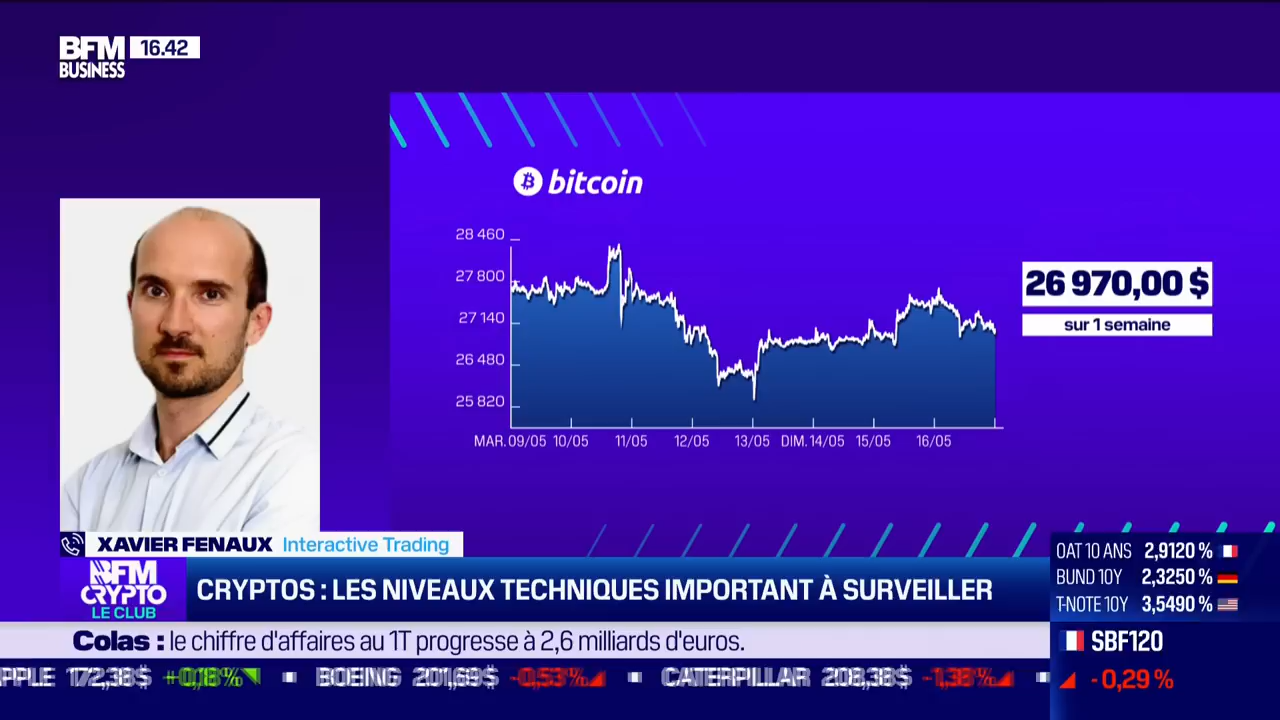 BFM
BUSINESS
16.42
bitcoin
28 460
27 800
27 140
26 480
25 820
MAR. 09/05 10/05 11/05 12/05 13/05 DIM. 14/05 15/05 16/05
26 970,00 $
sur 1 semaine
XAVIER FENAUX Interactive Trading
BFM
CRYPTO
LE CLUB
CRYPTOS : LES NIVEAUX TECHNIQUES IMPORTANT À SURVEILLER
OAT 10 ANS 2,9120 %
BUND 10Y 2,3250 %
T-NOTE 10Y 3,5490 %
Colas : le chiffre d'affaires au 1T progresse à 2,6 milliards d'euros.
SBF120
-0,29 %
PPLE 172,38$ +0,18% BOEING 201,69$ -0,53% CATERPILLAR 208,38$ -1,38%